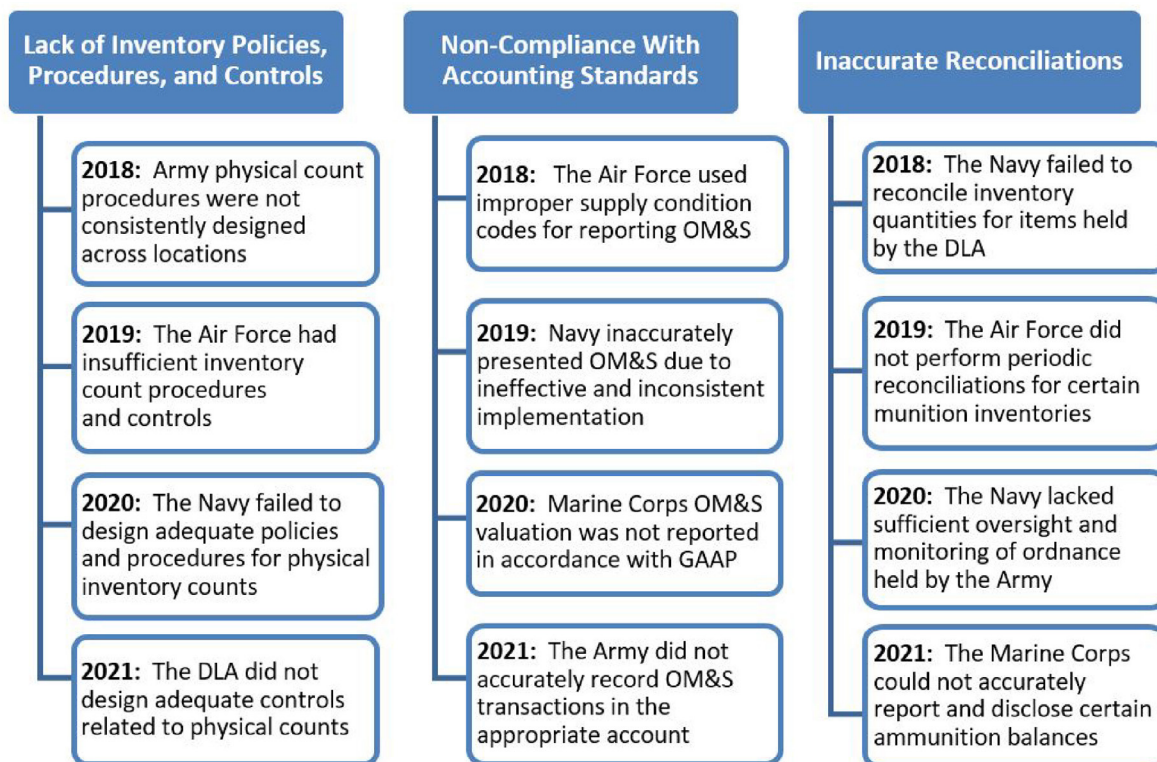 Lack of Inventory Policies,
Procedures, and Controls
2018: Army physical count
procedures were not
consistently designed
across locations
2019: The Air Force had
insufficient inventory
count procedures
and controls
2020: The Navy failed to
design adequate policies
and procedures for physical
inventory counts
2021: The DLA did not
design adequate controls
related to physical counts
Non-Compliance With
Accounting Standards
2018: The Air Force used
improper supply condition
codes for reporting OM&S
2019: Navy inaccurately
presented OM&S due to
ineffective and inconsistent
implementation
2020: Marine Corps OM&S
valuation was not reported
in accordance with GAAP
2021: The Army did not
accurately record OM&S
transactions in the
appropriate account
Inaccurate Reconciliations
2018: The Navy failed to
reconcile inventory
quantities for items held
by the DLA
2019: The Air Force did
not perform periodic
reconciliations for certain
munition inventories
2020: The Navy lacked
sufficient oversight and
monitoring of ordnance
held by the Army
2021: The Marine Corps
could not accurately
report and disclose certain
ammunition balances